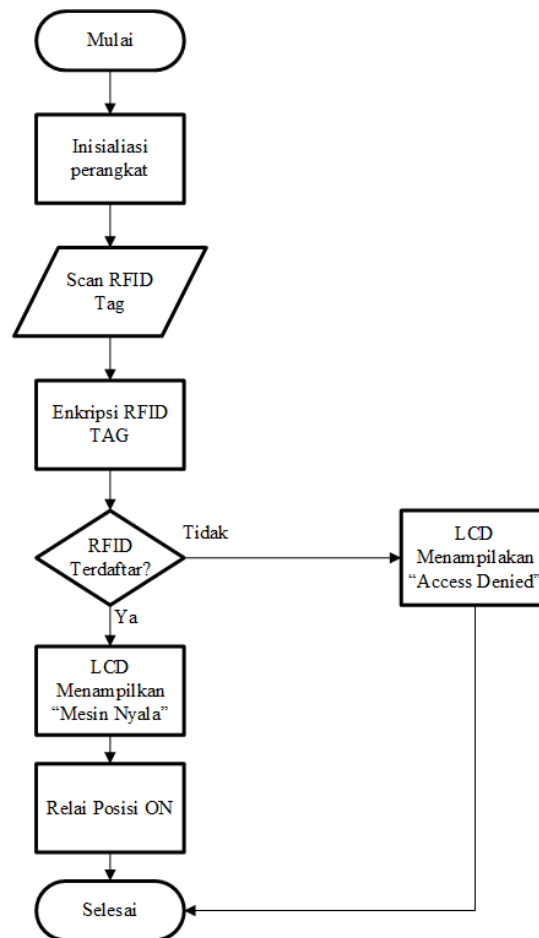 Mulai
Inisialiasi
perangkat
Scan RFID
Tag
Enkripsi RFID
TAG
RFID
Terdaftar?
Tidak
LCD
Menampilakan
“Access Denied”
Ya
LCD
Menampilkan
“Mesin Nyala”
Relai Posisi ON
Selesai